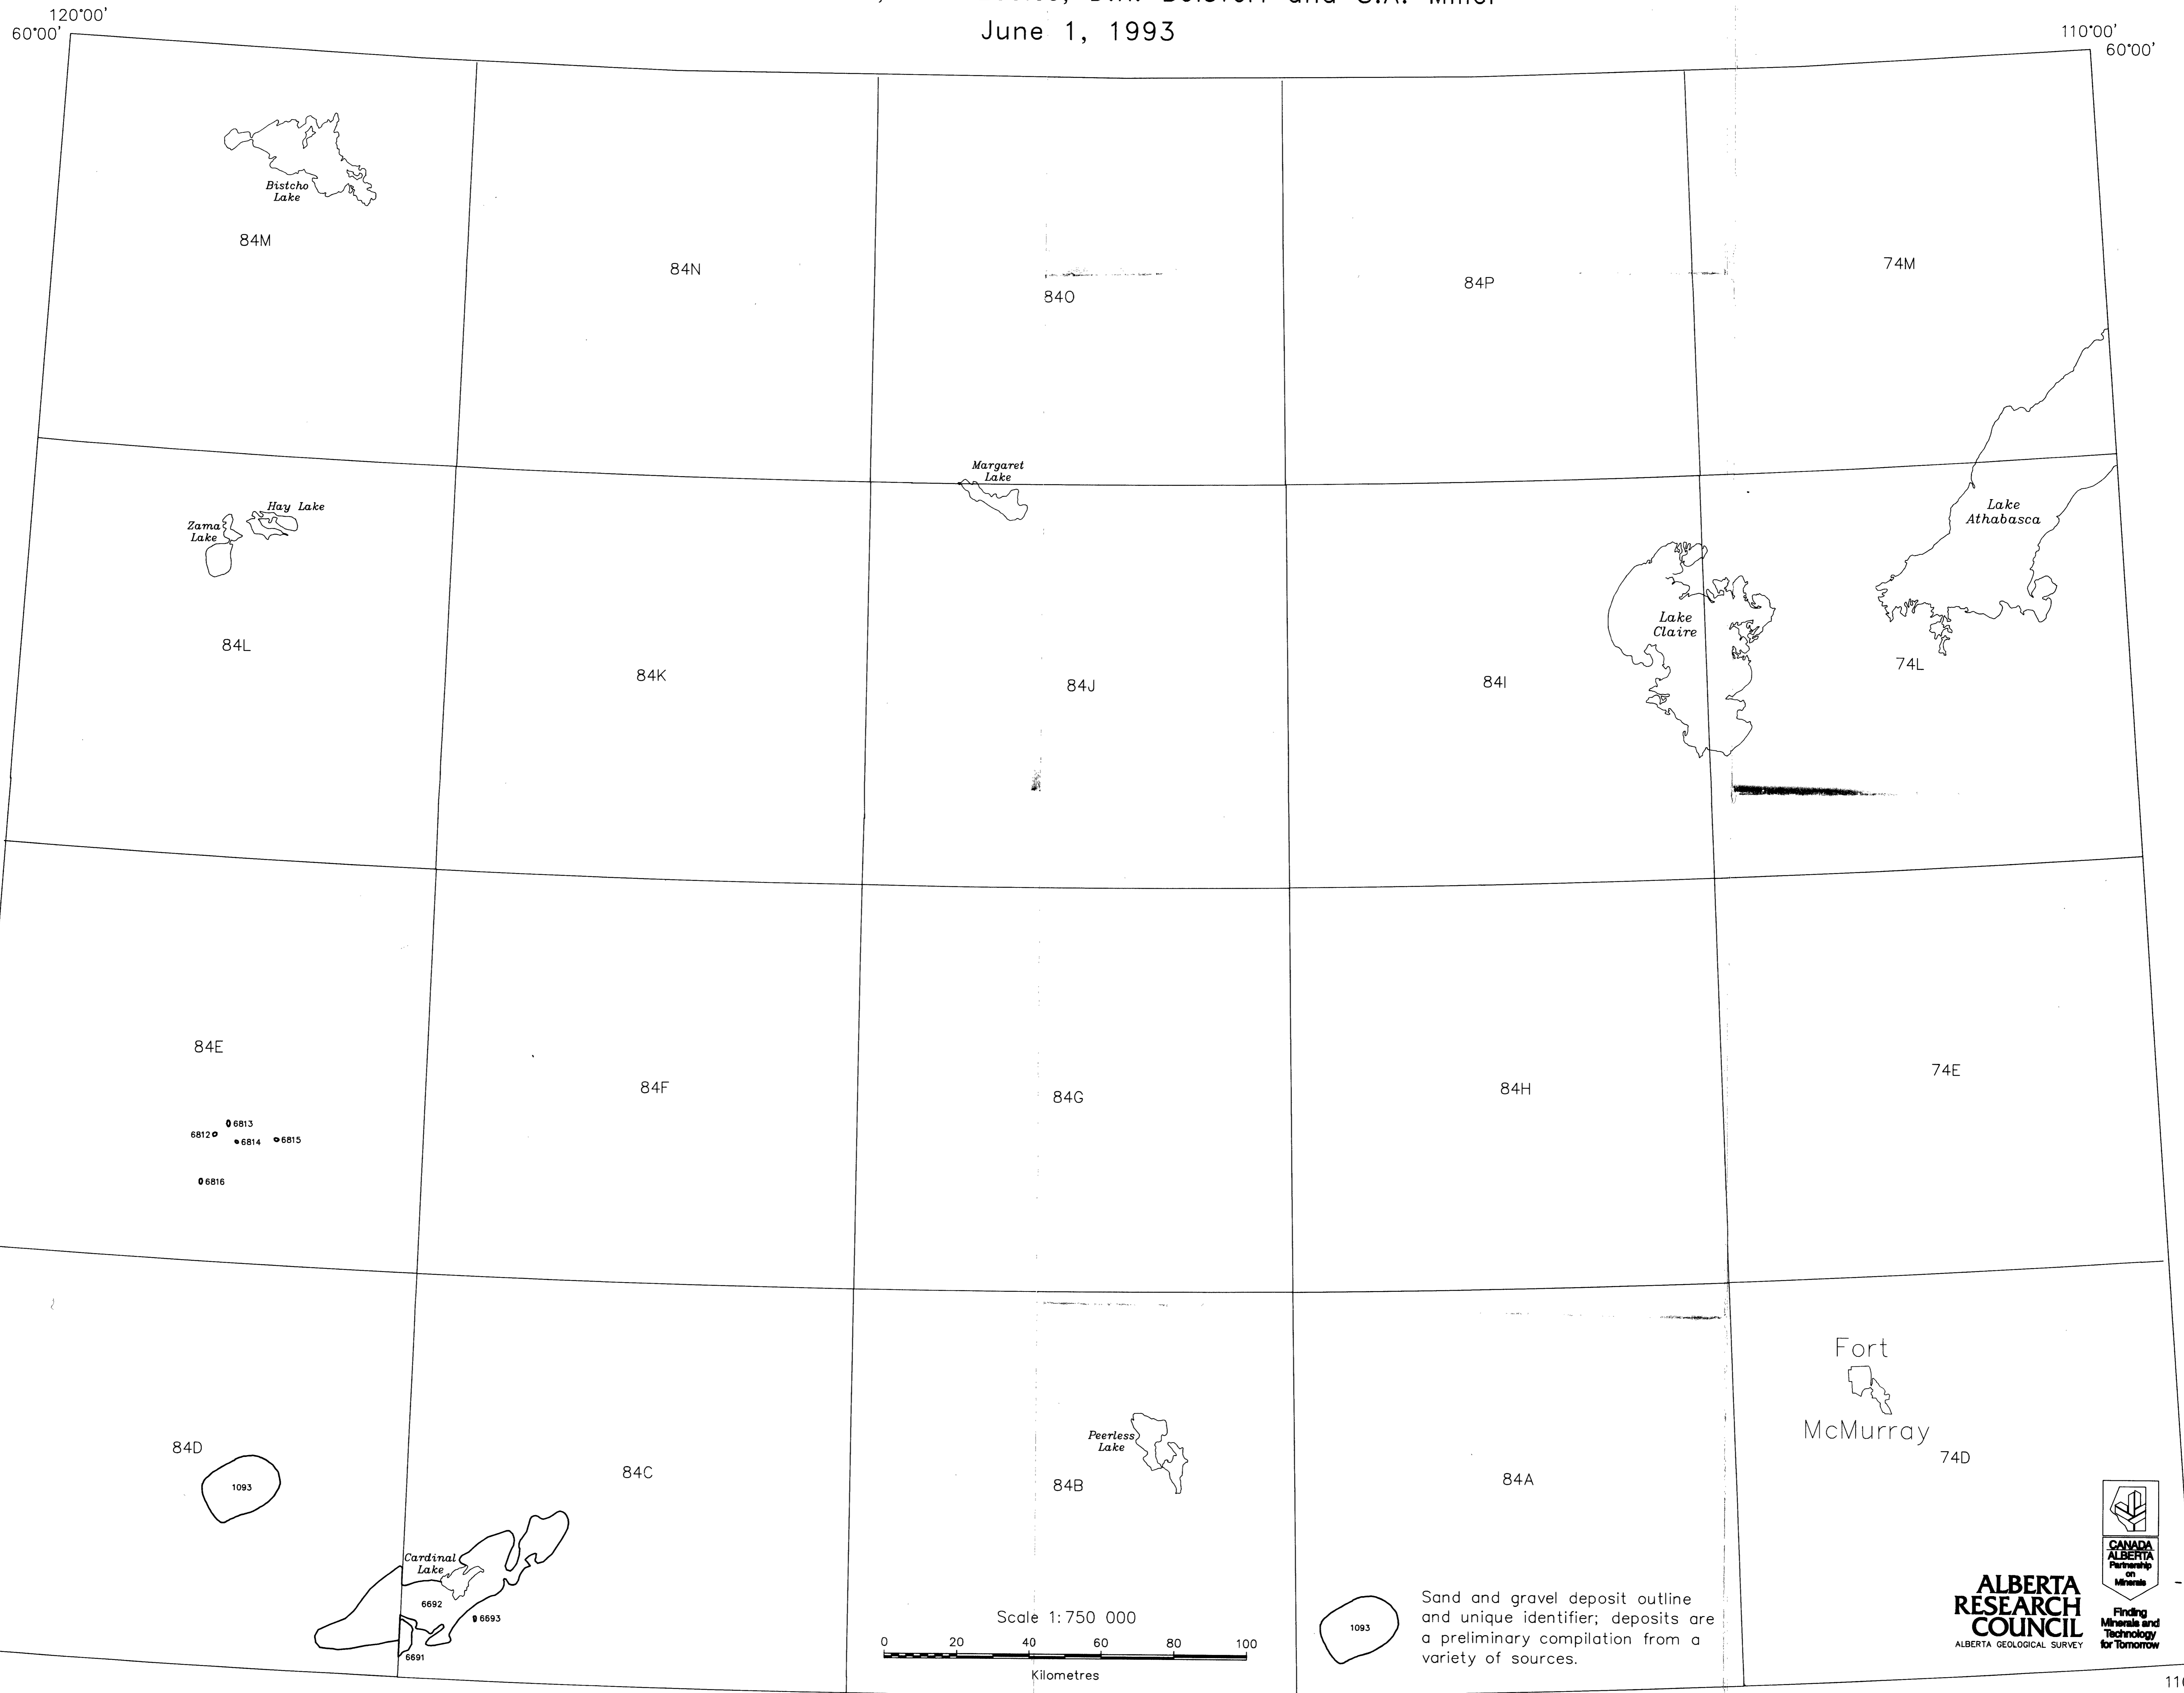 and S.A. Miller
June 1, 1993
120°00'
60°00'
110°00'
60°00'
Bistcho
Lake
84M
84N
84O
84P
74M
Margaret
Lake
Hay Lake
Zama
Lake
Lake
Athabasca
Lake
Claire
84L
84K
84J
84I
74L
84E
84F
84G
84H
74E
6813
6812
6814
6815
6816
Fort
McMurray
74D
84D
1093
84C
Peerless
Lake
84B
84A
Cardinal
Lake
6692
6693
6691
Scale 1:750 000
0 20 40 60 80 100
Kilometres
1093
Sand and gravel deposit outline
and unique identifier; deposits are
a preliminary compilation from a
variety of sources.
ALBERTA
RESEARCH
COUNCIL
ALBERTA GEOLOGICAL SURVEY
CANADA
ALBERTA
Partnership
on
Minerals
Finding
Minerals and
Technology
for Tomorrow